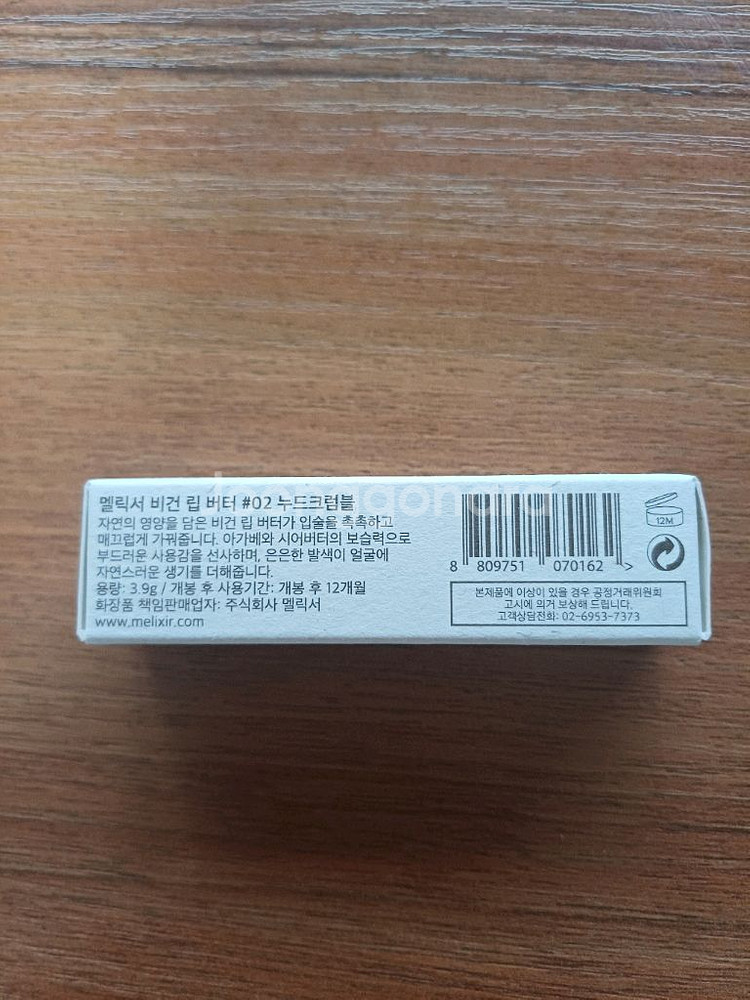 멜릭서 비건 립 버터 #02 누드크럼블
자연의 영양을 담은 비건 립 버터가 입술을 촉촉하고
매끄럽게 가꿔줍니다. 아가베와 시어버터의 보습력으로
부드러운 사용감을 선사하며, 은은한 발색이 얼굴에
자연스러운 생기를 더해줍니다.
용량: 3.9g / 개봉 후 사용기간: 개봉 후 12개월
화장품 책임판매업자: 주식회사 멜릭서
www.melixir.com
8 809751 070162 >
12M
본제품에 이상이 있을 경우 공정거래위원회
고시에 의거 보상해 드립니다.
고객상담전화: 02-6953-7373